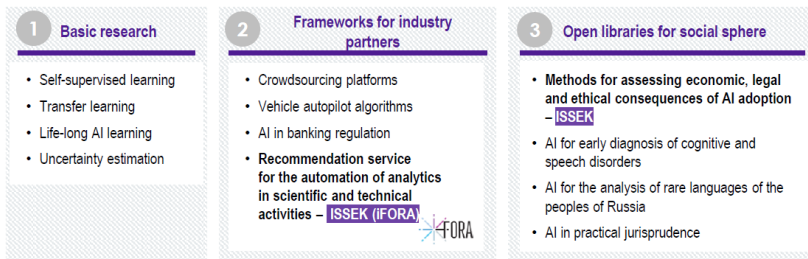 1 Basic research
• Self-supervised learning
• Transfer learning
• Life-long AI learning
• Uncertainty estimation
2 Frameworks for industry
partners
• Crowdsourcing platforms
• Vehicle autopilot algorithms
• AI in banking regulation
• Recommendation service
for the automation of analytics
in scientific and technical
activities – ISSEK (iFORA)
iFORA
3 Open libraries for social sphere
• Methods for assessing economic, legal
and ethical consequences of AI adoption
– ISSEK
• AI for early diagnosis of cognitive and
speech disorders
• AI for the analysis of rare languages of the
peoples of Russia
• AI in practical jurisprudence